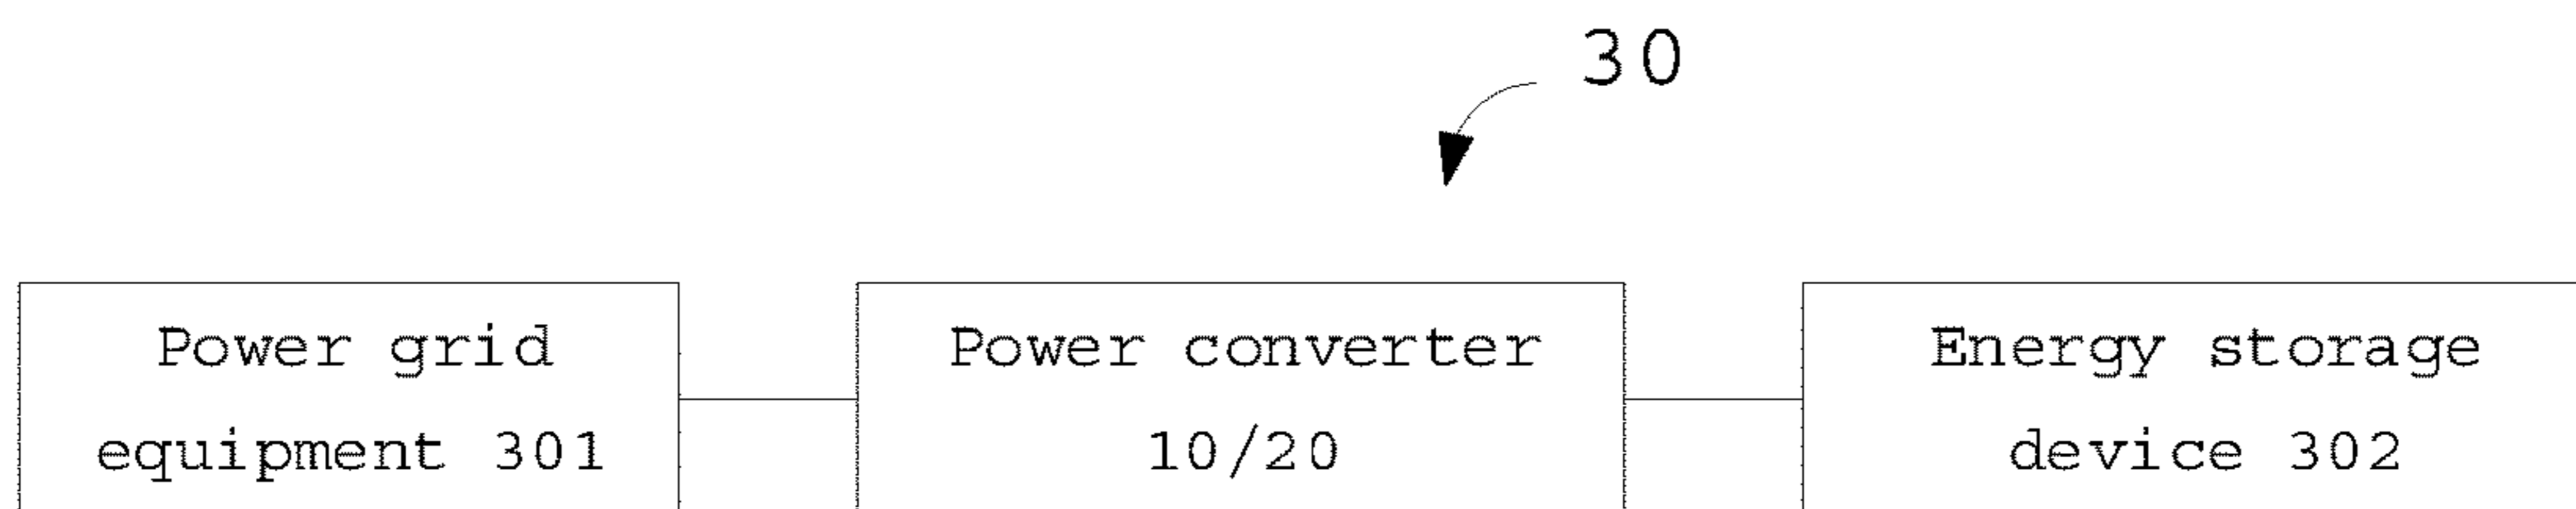 30
Power grid
equipment 301
Power converter
10/20
Energy storage
device 302